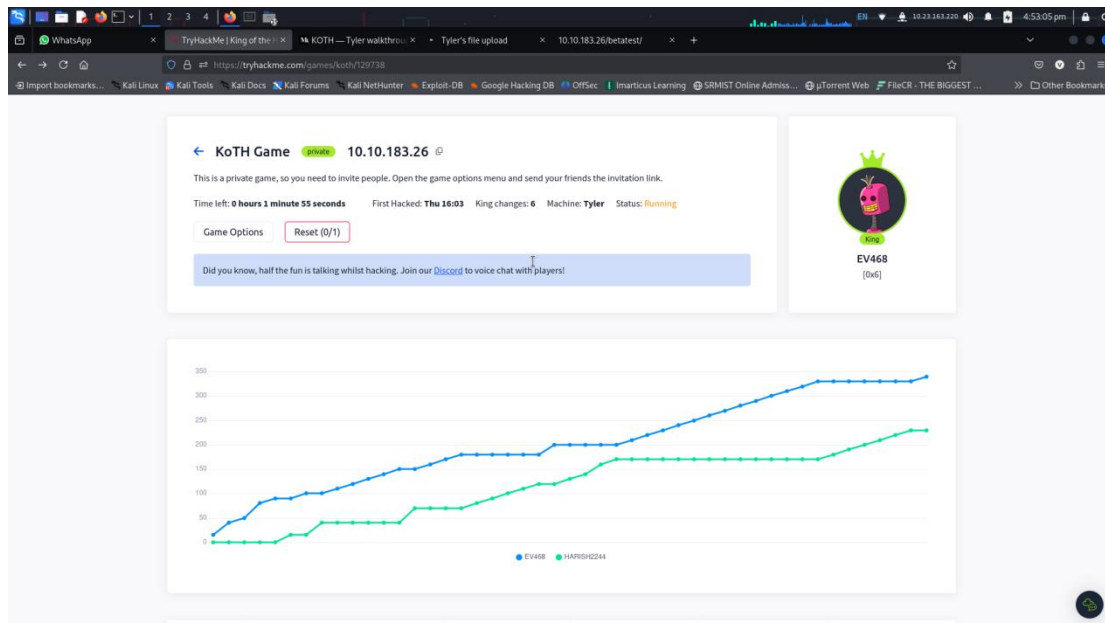 1 2 3 4 EN 10.23.163.220 4:53:05 pm
WhatsApp × TryHackMe | King of the H × KOTH — Tyler walkthrou × • Tyler's file upload × 10.10.183.26/betatest/ × +
https://tryhackme.com/games/koth/129738
Import bookmarks... Kali Linux Kali Tools Kali Docs Kali Forums Kali NetHunter Exploit-DB Google Hacking DB OffSec Imarticus Learning SRMIST Online Admiss... µTorrent Web FileCR - THE BIGGEST ... Other Bookmark
KoTH Game private 10.10.183.26
This is a private game, so you need to invite people. Open the game options menu and send your friends the invitation link.
Time left: 0 hours 1 minute 55 seconds First Hacked: Thu 16:03 King changes: 6 Machine: Tyler Status: Running
Game Options Reset (0/1)
Did you know, half the fun is talking whilst hacking. Join our Discord to voice chat with players!
King
EV468
[0x6]
350
300
250
200
150
100
50
0
EV468 HARISH2244